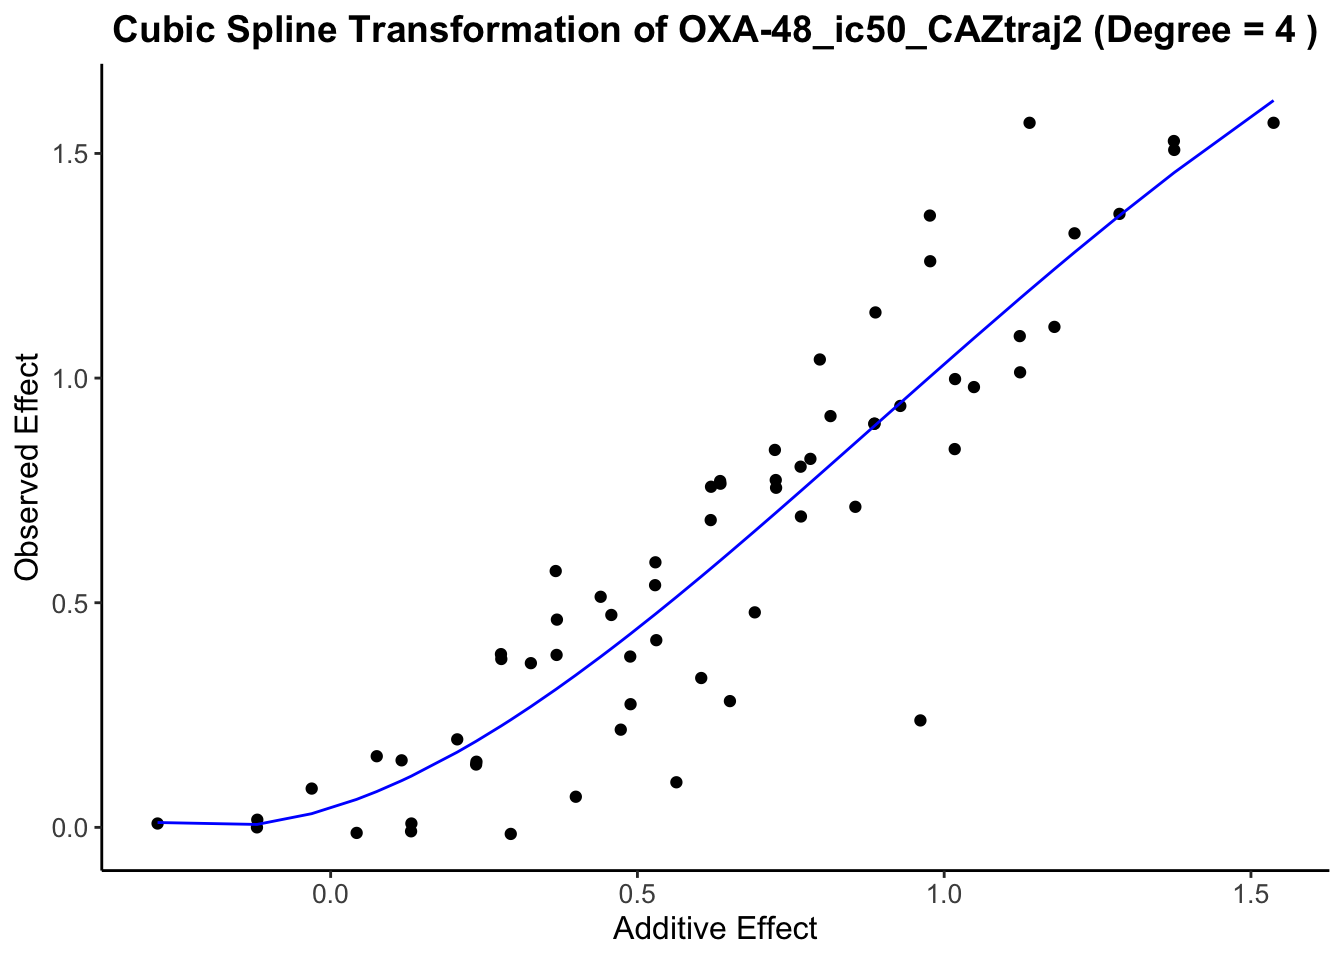 Cubic Spline Transformation of OXA-48_ic50_CAZtraj2 (Degree = 4 )
Observed Effect
1.5
1.0
0.5
0.0
0.0 0.5 1.0 1.5
Additive Effect